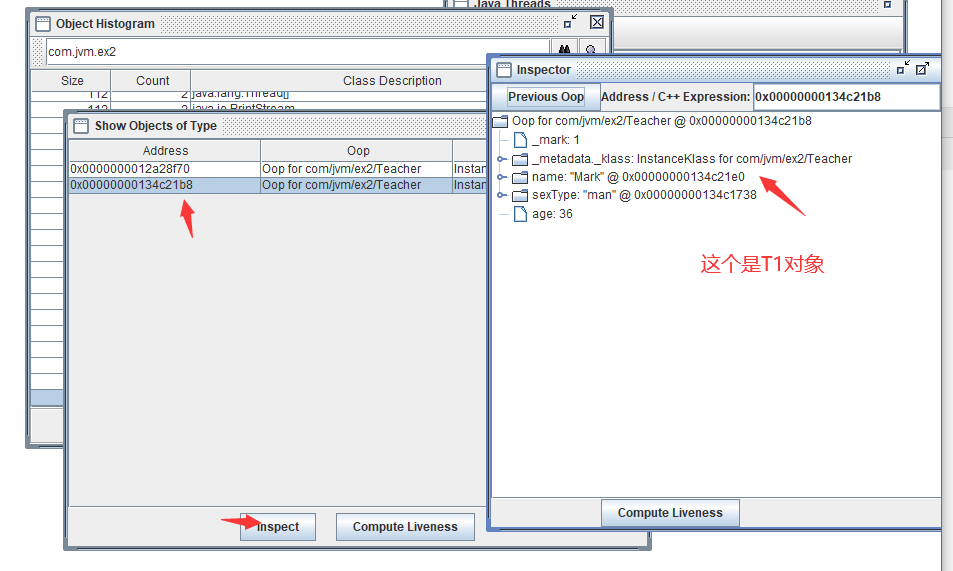 Java Threads
Object Histogram
com.jvm.ex2
Size Count Class Description
112 2 java.lang.Thread[]
112 2 java.io.PrintStream
Show Objects of Type
Address Oop
0x0000000012a28f70 Oop for com/jvm/ex2/Teacher Instan
0x00000000134c21b8 Oop for com/jvm/ex2/Teacher Instan
Inspect Compute Liveness
Inspector
Previous Oop Address / C++ Expression: 0x00000000134c21b8
Oop for com/jvm/ex2/Teacher @ 0x00000000134c21b8
_mark: 1
_metadata._klass: InstanceKlass for com/jvm/ex2/Teacher
name: "Mark" @ 0x00000000134c21e0
sexType: "man" @ 0x00000000134c1738
age: 36
这个是T1对象
Compute Liveness